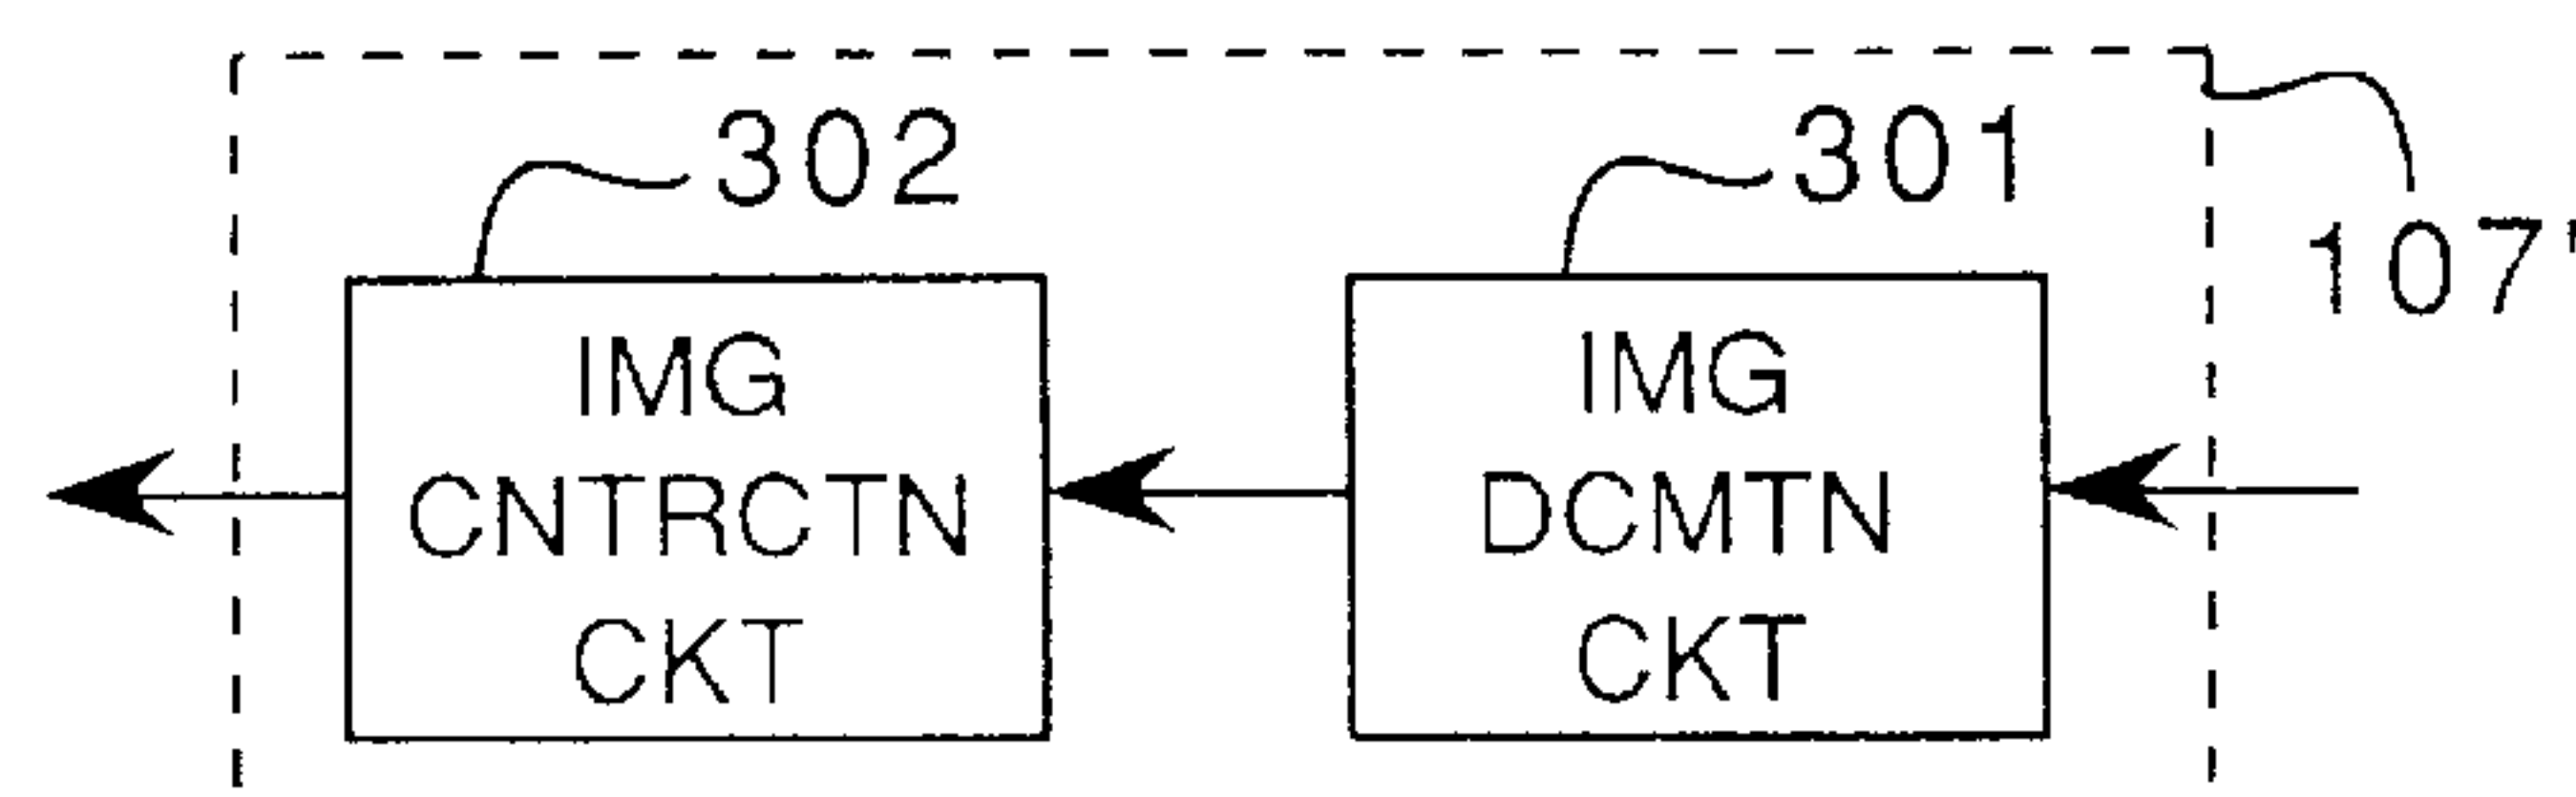 302
301
107'
IMG
CNTRCTN
CKT
IMG
DCMTN
CKT